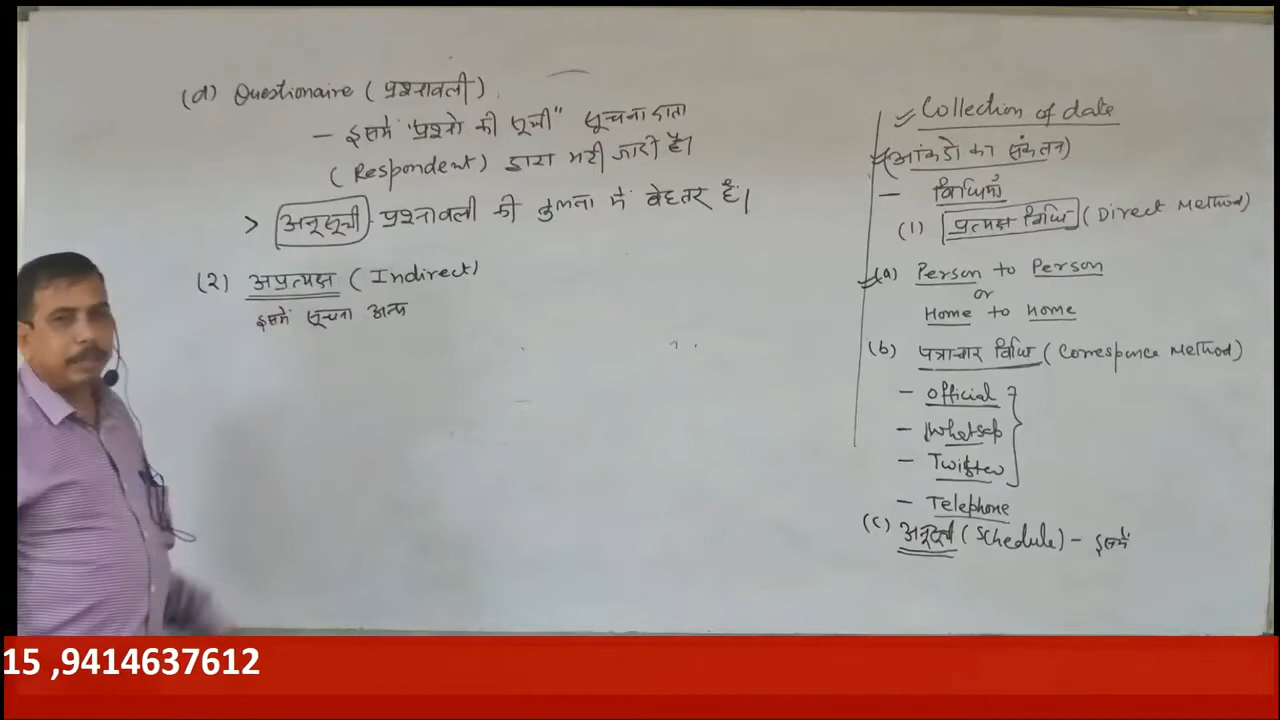 (d) Questionaire (प्रश्नावली)
– इसमें "प्रश्नो की सूची" सूचना दाता
(Respondent) द्वारा भरी जाती है।
> अनुसूची प्रश्नावली की तुलना में बेहतर है।
(2) अप्रत्यक्ष (Indirect)
इसमें सूचना अन्य
Collection of date
(आंकडो का संकलन)
– विधियाँ
(1) प्रत्यक्ष विधि (Direct Method)
(a) Person to Person
or
Home to Home
(b) पत्राचार विधि (Correspunce Method)
– Official
– Whatsap
– Twitter
– Telephone
(c) अनुसूची (Schedule) – इसमें
15 ,9414637612